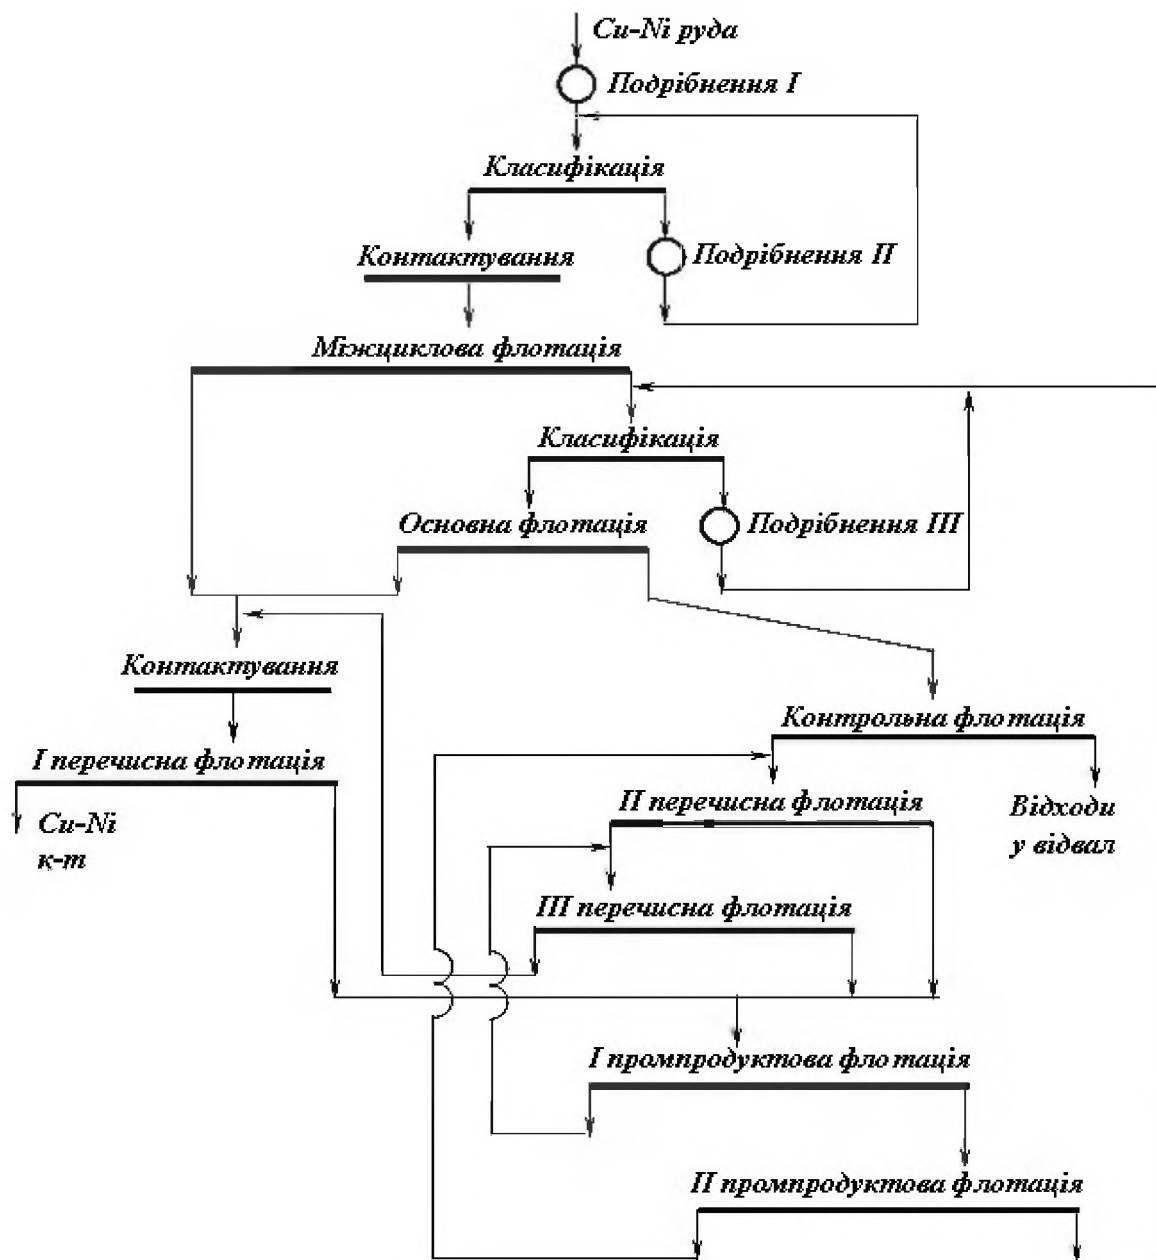 Cu-Ni руда
Подрібнення I
Класифікація
Контактування
Подрібнення II
Міжциклова флотація
Класифікація
Основна флотація
Подрібнення III
Контактування
Контрольна флотація
I перечисна флотація
Cu-Ni
к-т
II перечисна флотація
Відходи
у відвал
III перечисна флотація
I промпродуктова флотація
II промпродуктова флотація